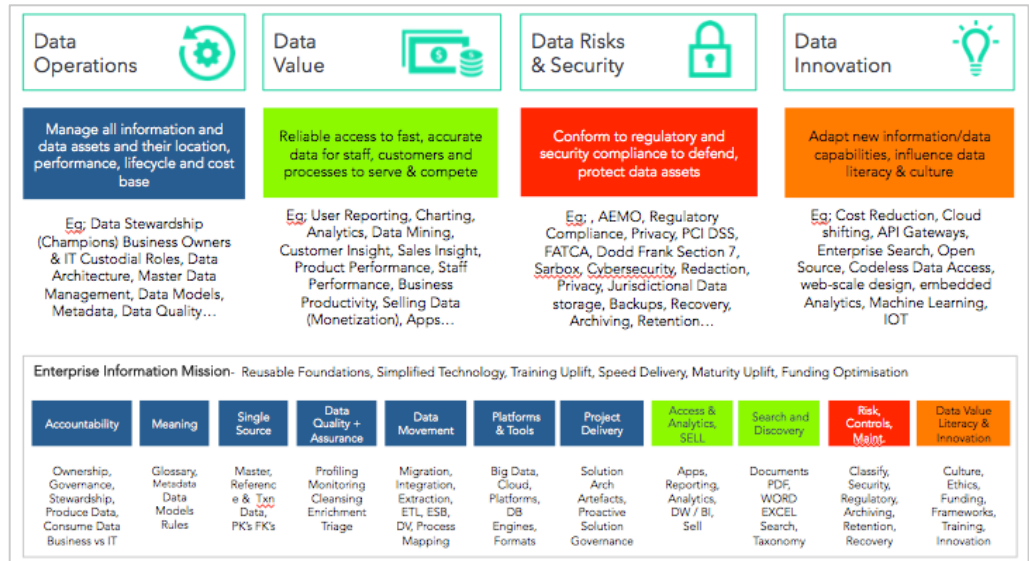 Data
Operations
Data
Value
Data Risks
& Security
Data
Innovation
Manage all information and
data assets and their location,
performance, lifecycle and cost
base
Reliable access to fast, accurate
data for staff, customers and
processes to serve & compete
Conform to regulatory and
security compliance to defend,
protect data assets
Adapt new information/data
capabilities, influence data
literacy & culture
Eg; Data Stewardship
(Champions) Business Owners
& IT Custodial Roles, Data
Architecture, Master Data
Management, Data Models,
Metadata, Data Quality...
Eg; User Reporting, Charting,
Analytics, Data Mining,
Customer Insight, Sales Insight,
Product Performance, Staff
Performance, Business
Productivity, Selling Data
(Monetization), Apps...
Eg; , AEMO, Regulatory
Compliance, Privacy, PCI DSS,
FATCA, Dodd Frank Section 7,
Sarbox, Cybersecurity, Redaction,
Privacy, Jurisdictional Data
storage, Backups, Recovery,
Archiving, Retention...
Eg; Cost Reduction, Cloud
shifting, API Gateways,
Enterprise Search, Open
Source, Codeless Data Access,
web-scale design, embedded
Analytics, Machine Learning,
IOT
Enterprise Information Mission- Reusable Foundations, Simplified Technology, Training Uplift, Speed Delivery, Maturity Uplift, Funding Optimisation
Accountability
Meaning
Single
Source
Data
Quality +
Assurance
Data
Movement
Platforms
& Tools
Project
Delivery
Access &
Analytics,
SELL
Search and
Discovery
Risk,
Controls,
Maint.
Data Value
Literacy &
Innovation
Ownership,
Governance,
Stewardship,
Produce Data,
Consume Data
Business vs IT
Glossary,
Metadata
Data
Models
Rules
Master,
Referenc
e & Txn
Data,
PK's FK's
Profiling
Monitoring
Cleansing
Enrichment
Triage
Migration,
Integration,
Extraction,
ETL, ESB,
DV, Process
Mapping
Big Data,
Cloud,
Platforms,
DB
Engines,
Formats
Solution
Arch
Artefacts,
Proactive
Solution
Governance
Apps,
Reporting,
Analytics,
DW / BI,
Sell
Documents
PDF,
WORD
EXCEL
Search,
Taxonomy
Classify,
Security,
Regulatory,
Archiving,
Retention,
Recovery
Culture,
Ethics,
Funding,
Frameworks,
Training,
Innovation